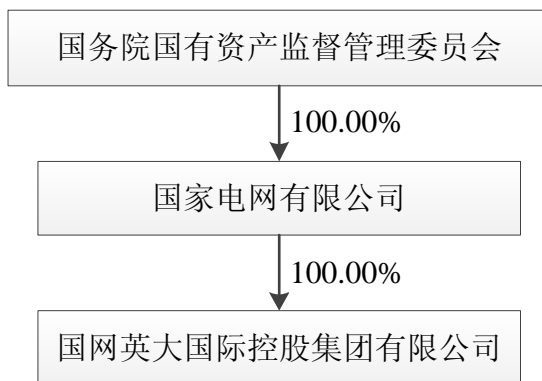 国务院国有资产监督管理委员会
100.00%
国家电网有限公司
100.00%
国网英大国际控股集团有限公司